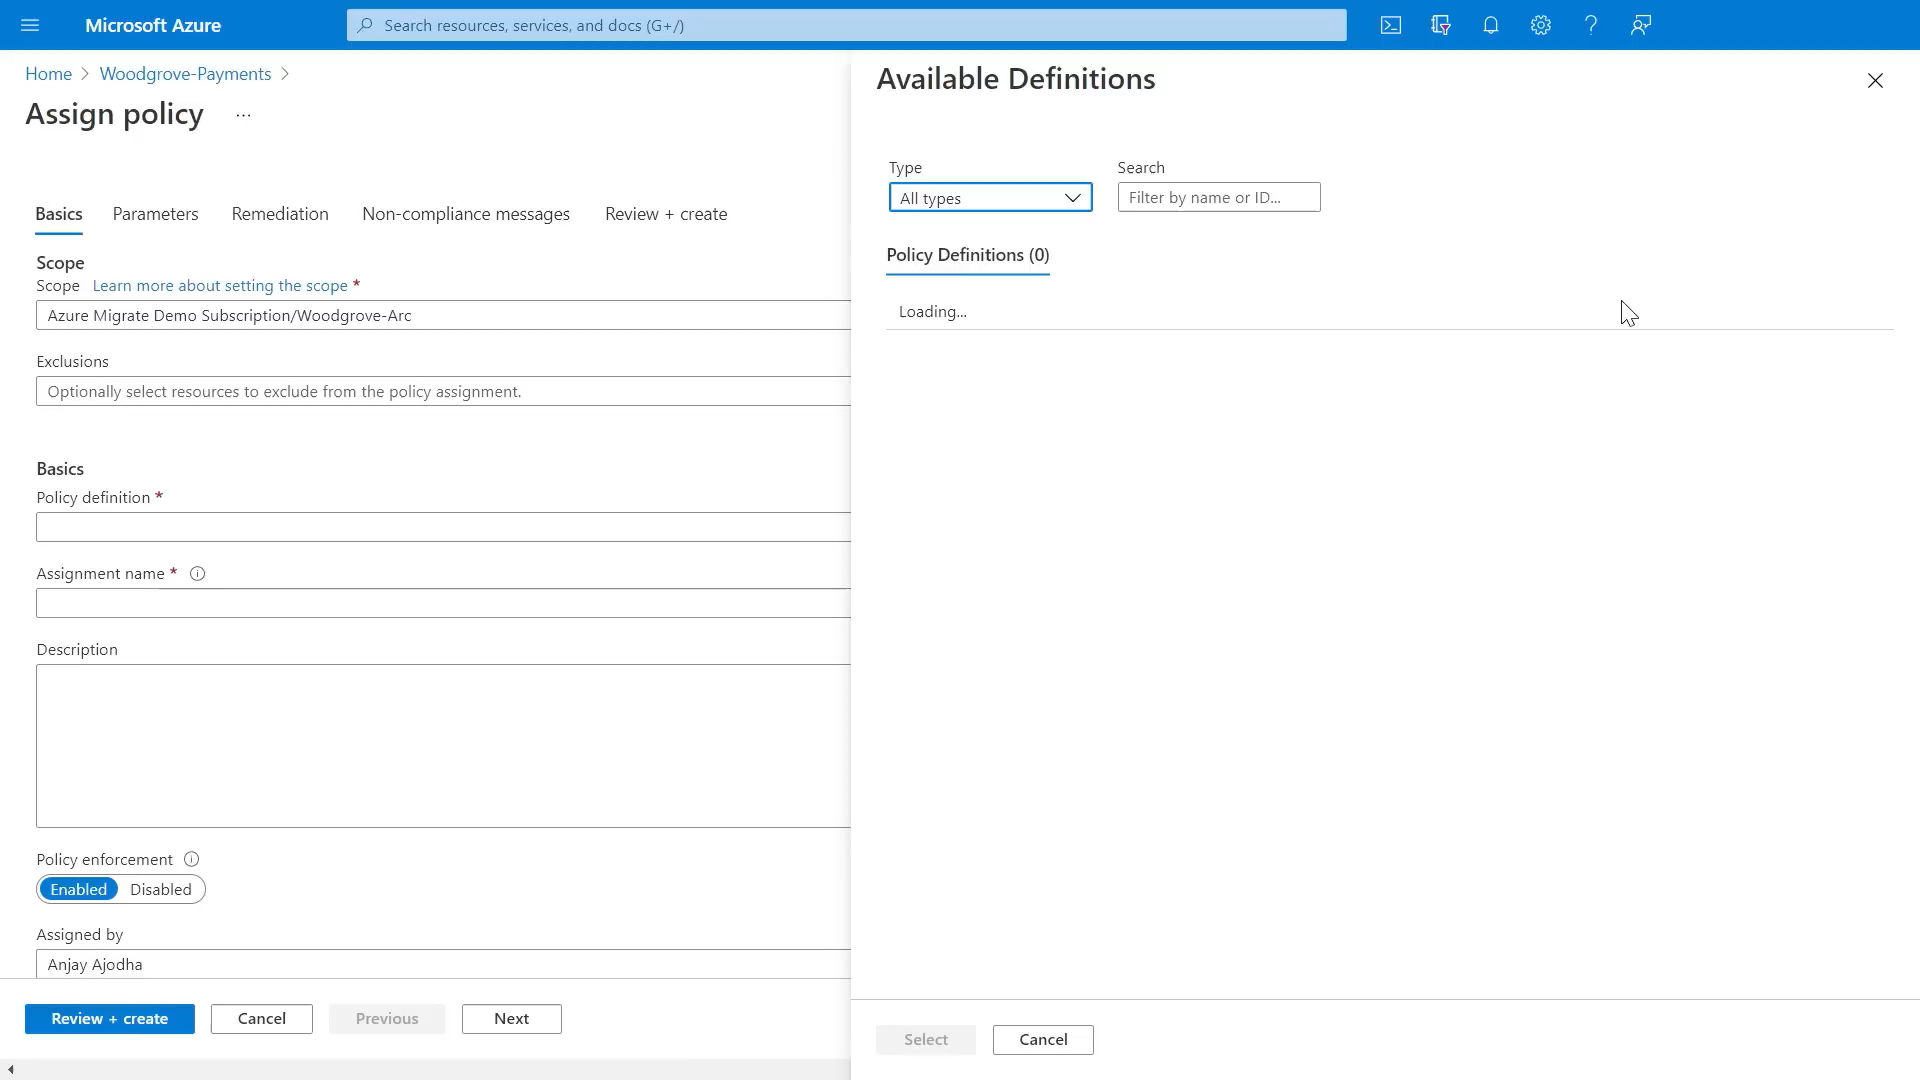 Microsoft Azure
Search resources, services, and docs (G+/)
Home > Woodgrove-Payments >
Assign policy ...
Basics Parameters Remediation Non-compliance messages Review + create
Scope
Scope Learn more about setting the scope *
Azure Migrate Demo Subscription/Woodgrove-Arc
Exclusions
Optionally select resources to exclude from the policy assignment.
Basics
Policy definition *
Assignment name *
Description
Policy enforcement
Enabled Disabled
Assigned by
Anjay Ajodha
Review + create Cancel Previous Next
Available Definitions
Type Search
All types Filter by name or ID...
Policy Definitions (0)
Loading...
Select Cancel